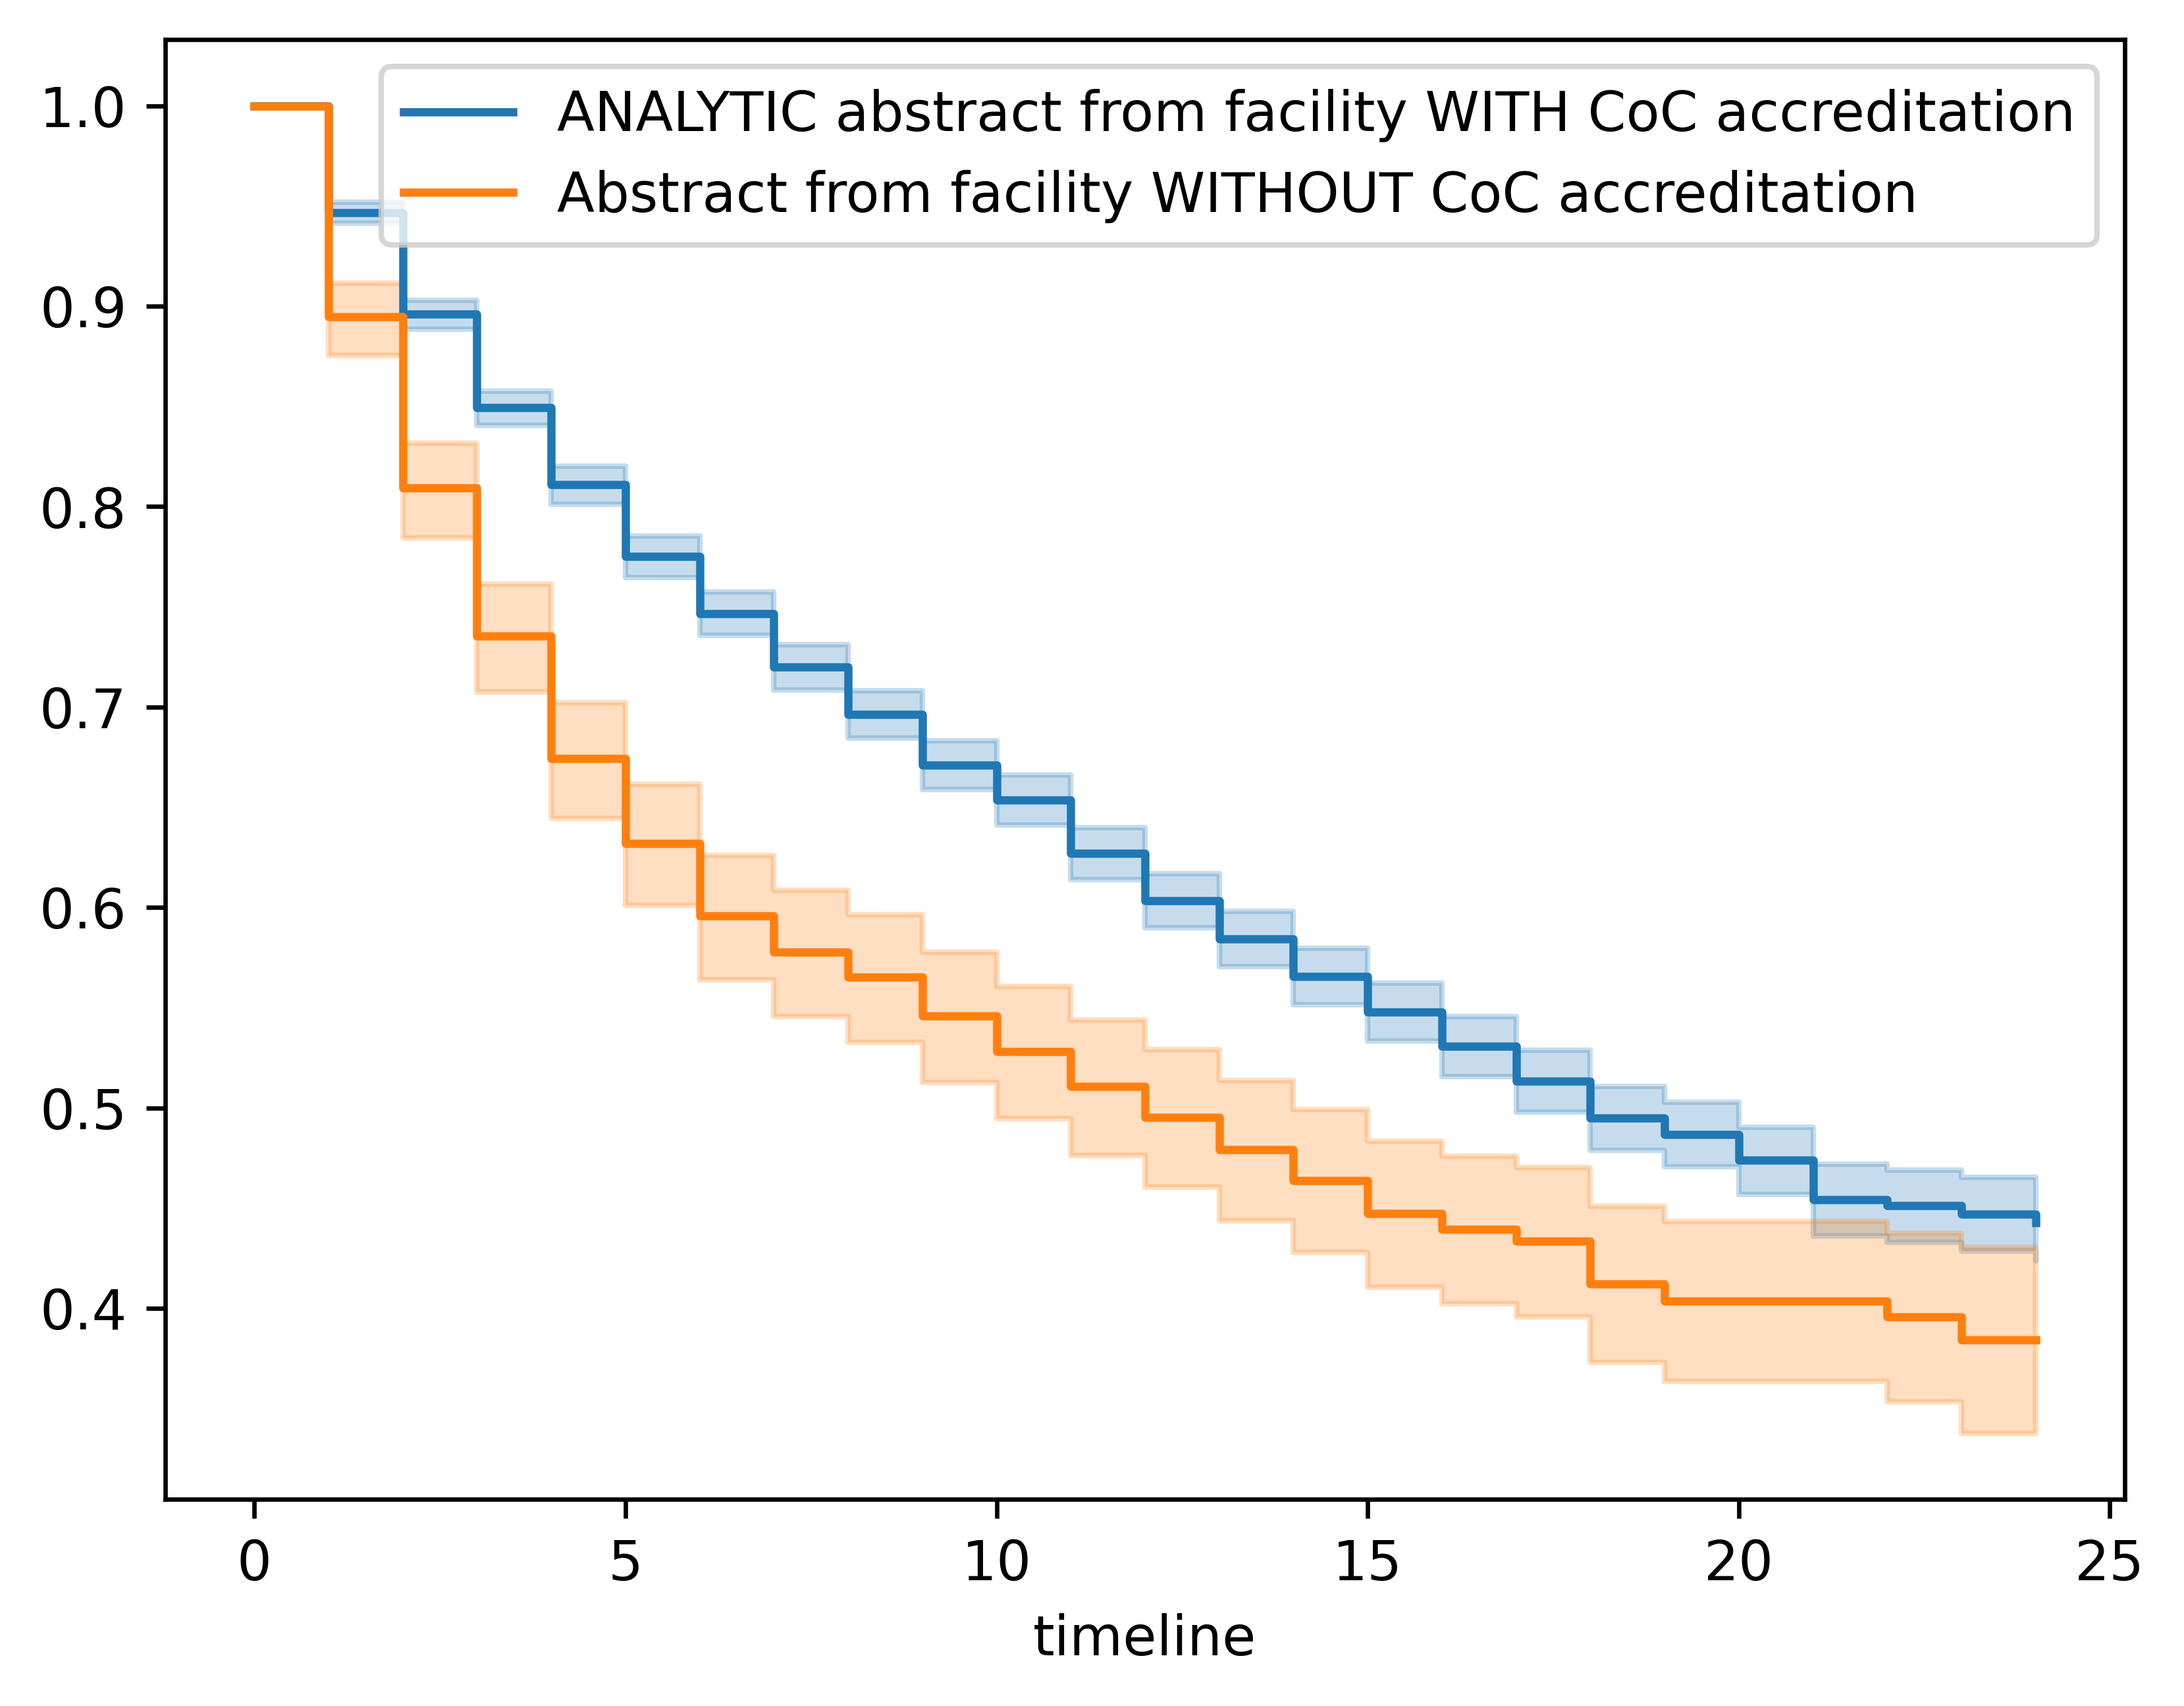 ANALYTIC abstract from facility WITH CoC accreditation
Abstract from facility WITHOUT CoC accreditation
1.0
0.9
0.8
0.7
0.6
0.5
0.4
0 5 10 15 20 25
timeline